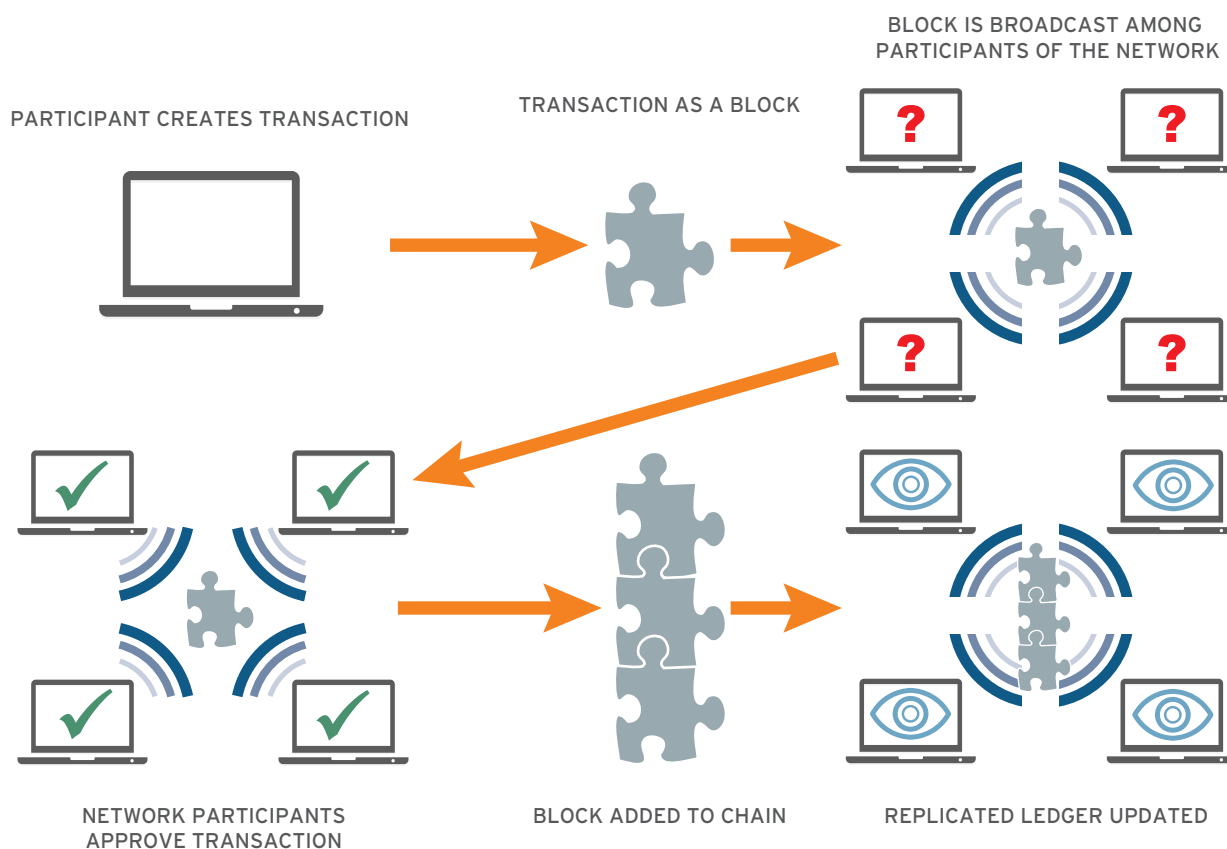 PARTICIPANT CREATES TRANSACTION
TRANSACTION AS A BLOCK
BLOCK IS BROADCAST AMONG
PARTICIPANTS OF THE NETWORK
?
?
?
?
NETWORK PARTICIPANTS
APPROVE TRANSACTION
BLOCK ADDED TO CHAIN
REPLICATED LEDGER UPDATED